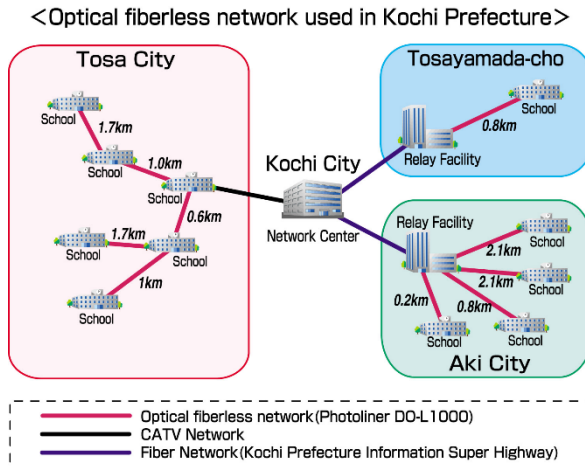 <Optical fiberless network used in Kochi Prefecture>
Tosa City
School
1.7km
School
1.0km
School
0.6km
1.7km
School
School
1km
School
Kochi City
Network Center
Tosayamada-cho
School
0.8km
Relay Facility
Relay Facility
School
2.1km
2.1km
School
0.2km
0.8km
School
School
Aki City
Optical fiberless network(Photoliner DO-L1000)
CATV Network
Fiber Network(Kochi Prefecture Information Super Highway)